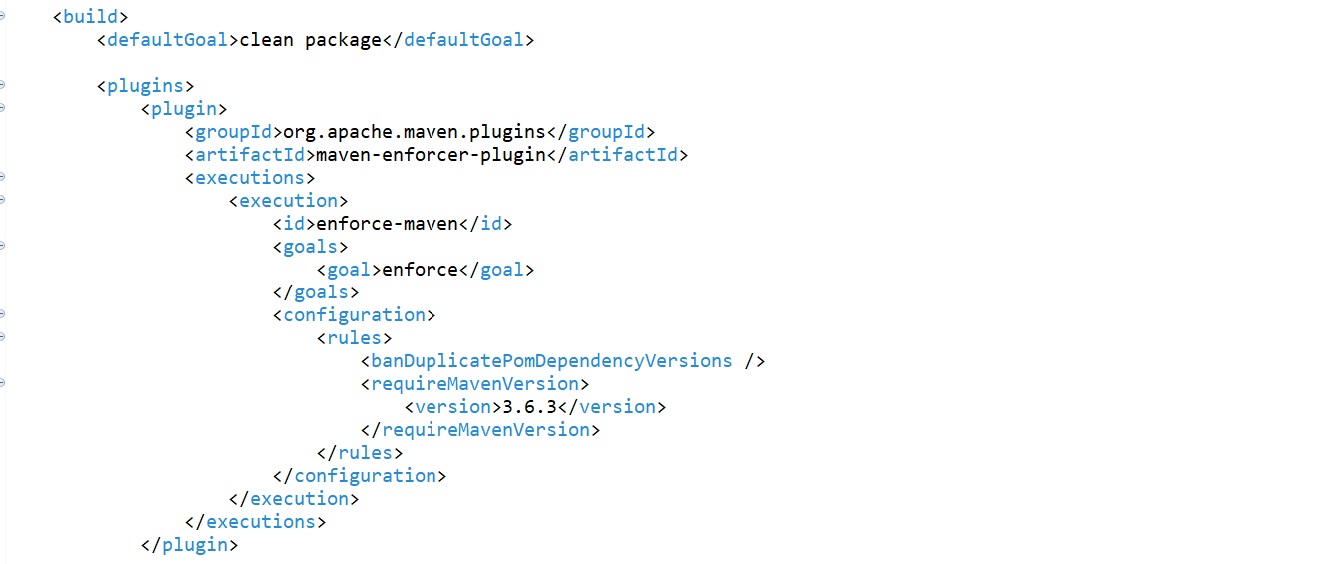 <build>
<defaultGoal>clean package</defaultGoal>
<plugins>
<plugin>
<groupId>org.apache.maven.plugins</groupId>
<artifactId>maven-enforcer-plugin</artifactId>
<executions>
<execution>
<id>enforce-maven</id>
<goals>
<goal>enforce</goal>
</goals>
<configuration>
<rules>
<banDuplicatePomDependencyVersions />
<requireMavenVersion>
<version>3.6.3</version>
</requireMavenVersion>
</rules>
</configuration>
</execution>
</executions>
</plugin>